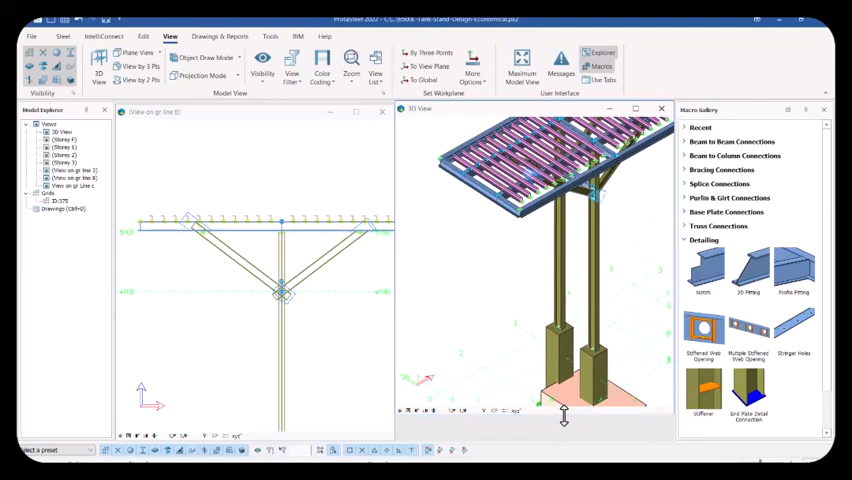 ProtaSteel 2022 - C:\...\6500L-Tank-Stand-Design-Economical.px2
File
Steel
IntelliConnect
Edit
View
Drawings & Reports
Tools
BIM
Help
3D View
Plane View
View by 3 Pts
View by 2 Pts
Object Draw Mode
Projection Mode
Visibility
View Filter
Color Coding
Zoom
View List
By Three Points
To View Plane
To Global
More Options
Maximum Model View
Messages
Explorer
Macros
Use Tabs
Visibility
Model View
Set Workplane
User Interface
Model Explorer
(View on gr line B)
3D View
Macro Gallery
Views
3D View
(Storey F)
(Storey 1)
(Storey 2)
(Storey 3)
(View on gr line 3)
(View on gr line B)
View on gr Line c
Grids
ID:375
Drawings (Ctrl+D)
Recent
Beam to Beam Connections
Beam to Column Connections
Bracing Connections
Splice Connections
Purlin & Girt Connections
Base Plate Connections
Truss Connections
Detailing
Notch
2D Fitting
Profile Fitting
Stiffened Web Opening
Multiple Stiffened Web Opening
Stringer Holes
Stiffener
End Plate Detail Connection
Select a preset